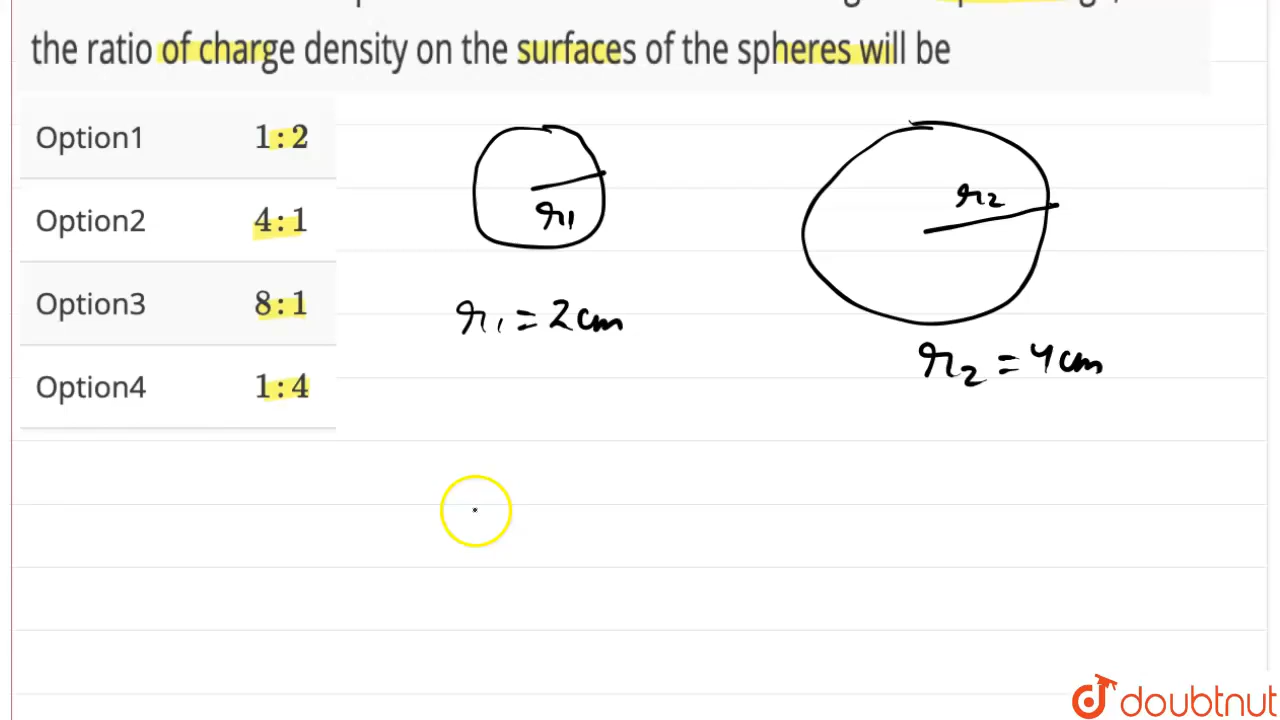 the ratio of charge density on the surfaces of the spheres will be
Option1 1 : 2
Option2 4 : 1
Option3 8 : 1
Option4 1 : 4
r1
r2
r1 = 2cm
r2 = 4cm
doubtnut